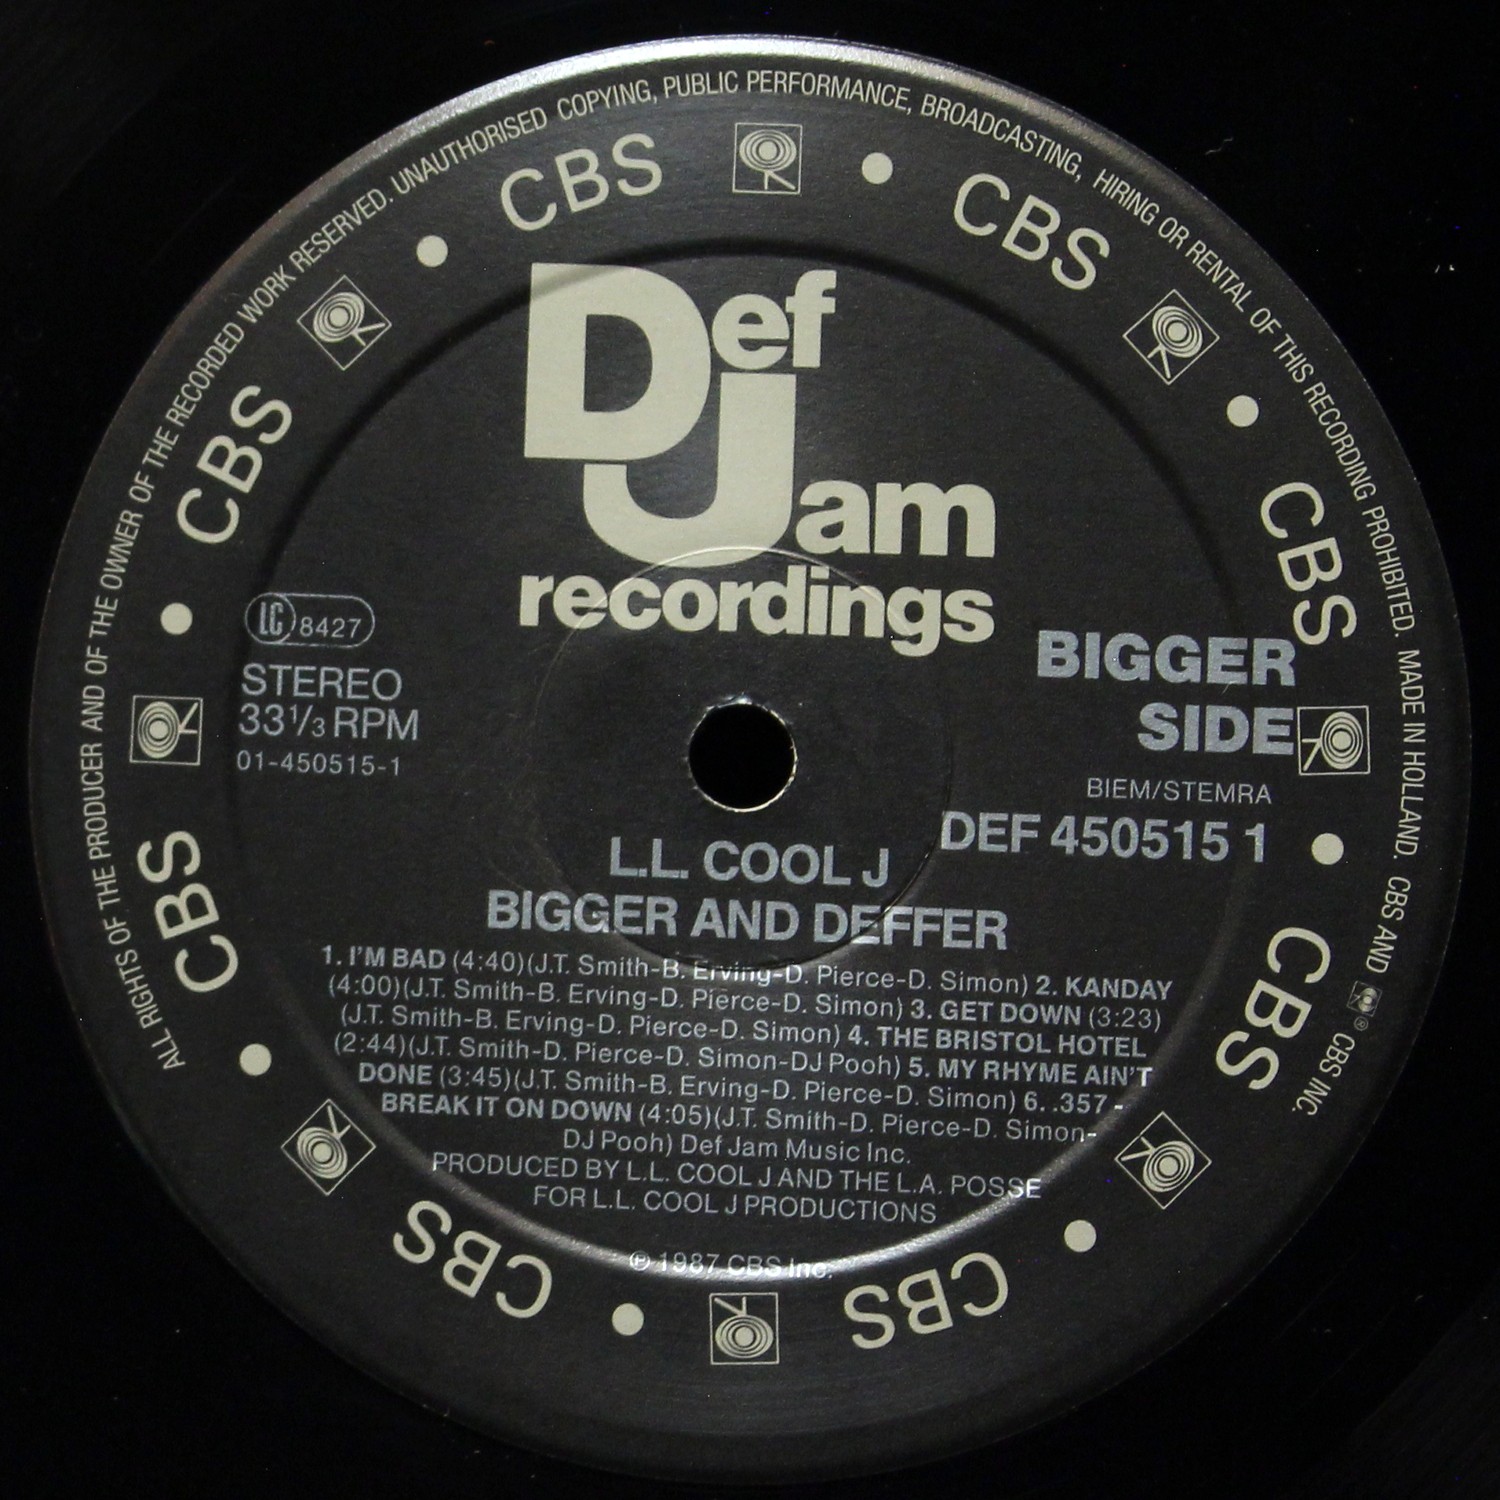 ALL RIGHTS OF THE PRODUCER AND OF THE OWNER OF THE RECORDED WORK RESERVED. UNAUTHORISED COPYING, PUBLIC PERFORMANCE, BROADCASTING, HIRING OR RENTAL OF THIS RECORDING PROHIBITED. MADE IN HOLLAND. CBS AND ® CBS INC.
CBS
CBS
CBS
CBS
CBS
CBS
CBS
CBS
Def
Jam
recordings
LC 8427
STEREO
33 1/3 RPM
01-450515-1
BIGGER
SIDE
BIEM/STEMRA
DEF 450515 1
L.L. COOL J
BIGGER AND DEFFER
1. I'M BAD (4:40)(J.T. Smith-B. Erving-D. Pierce-D. Simon) 2. KANDAY
(4:00)(J.T. Smith-B. Erving-D. Pierce-D. Simon) 3. GET DOWN (3:23)
(J.T. Smith-B. Erving-D. Pierce-D. Simon) 4. THE BRISTOL HOTEL
(2:44)(J.T. Smith-D. Pierce-D. Simon-DJ Pooh) 5. MY RHYME AIN'T
DONE (3:45)(J.T. Smith-B. Erving-D. Pierce-D. Simon) 6. .357 -
BREAK IT ON DOWN (4:05)(J.T. Smith-D. Pierce-D. Simon-
DJ Pooh) Def Jam Music Inc.
PRODUCED BY L.L. COOL J AND THE L.A. POSSE
FOR L.L. COOL J PRODUCTIONS
℗ 1987 CBS Inc.